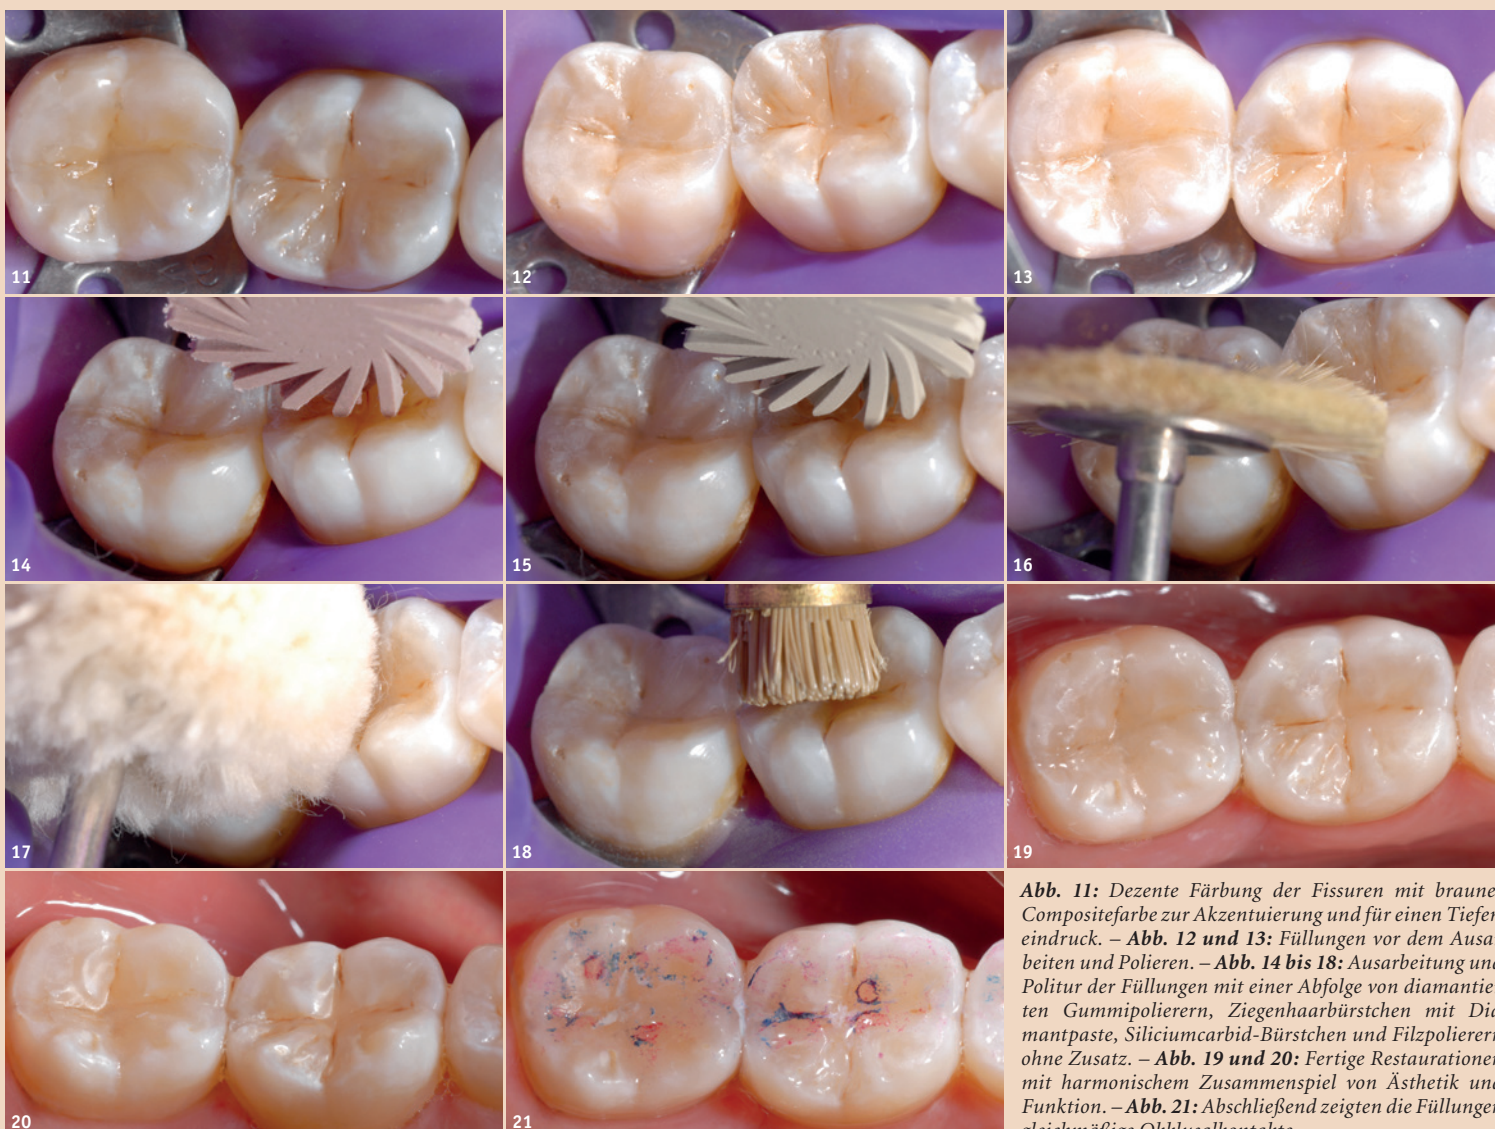 11
12
13
14
15
16
17
18
19
20
21
Abb. 11: Dezente Färbung der Fissuren mit braune
Compositefarbe zur Akzentuierung und für einen Tiefen
eindruck. – Abb. 12 und 13: Füllungen vor dem Ausa
beiten und Polieren. – Abb. 14 bis 18: Ausarbeitung und
Politur der Füllungen mit einer Abfolge von diamantie
ten Gummipolierern, Ziegenhaarbürstchen mit Dia
mantpaste, Siliciumcarbid-Bürstchen und Filzpolierern
ohne Zusatz. – Abb. 19 und 20: Fertige Restauratione
mit harmonischem Zusammenspiel von Ästhetik und
Funktion. – Abb. 21: Abschließend zeigten die Füllungen
gleichmäßige Okklusalkontakte